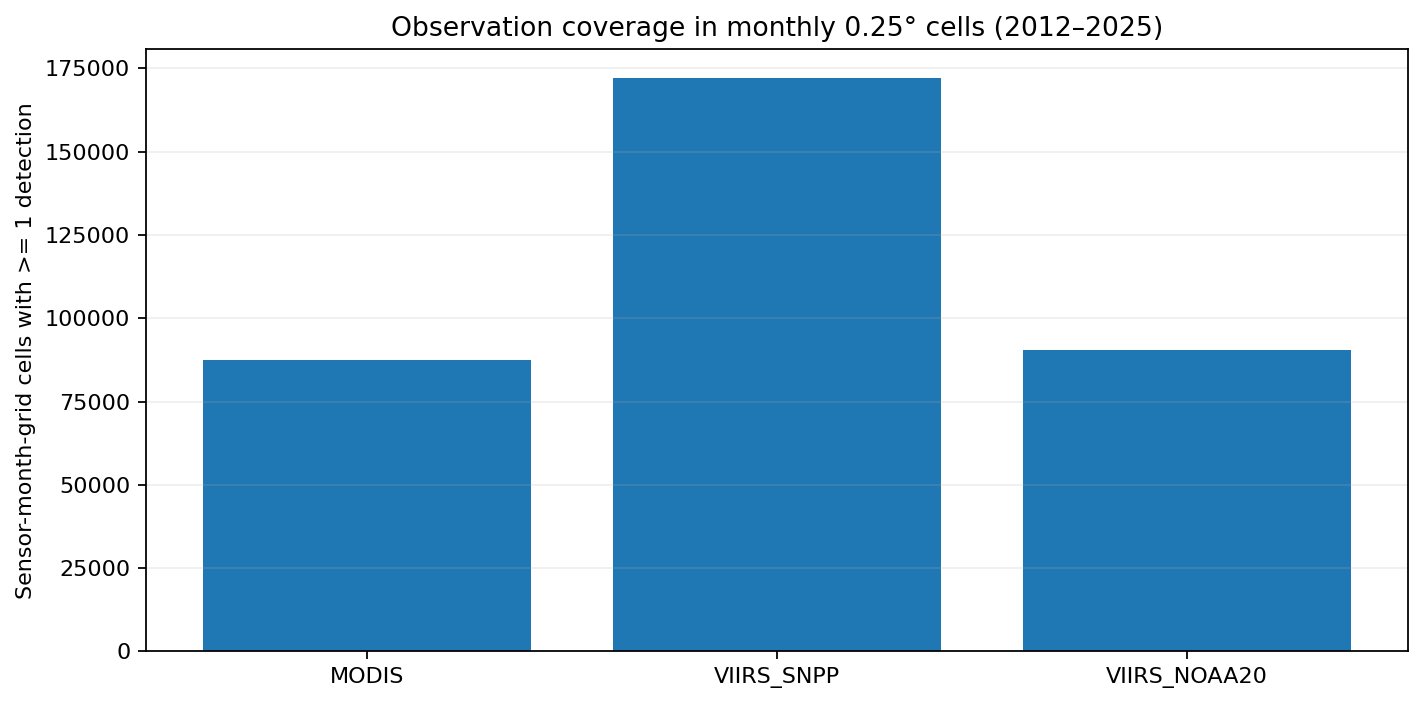 Observation coverage in monthly 0.25° cells (2012–2025)
Sensor-month-grid cells with >= 1 detection
175000
150000
125000
100000
75000
50000
25000
0
MODIS
VIIRS_SNPP
VIIRS_NOAA20